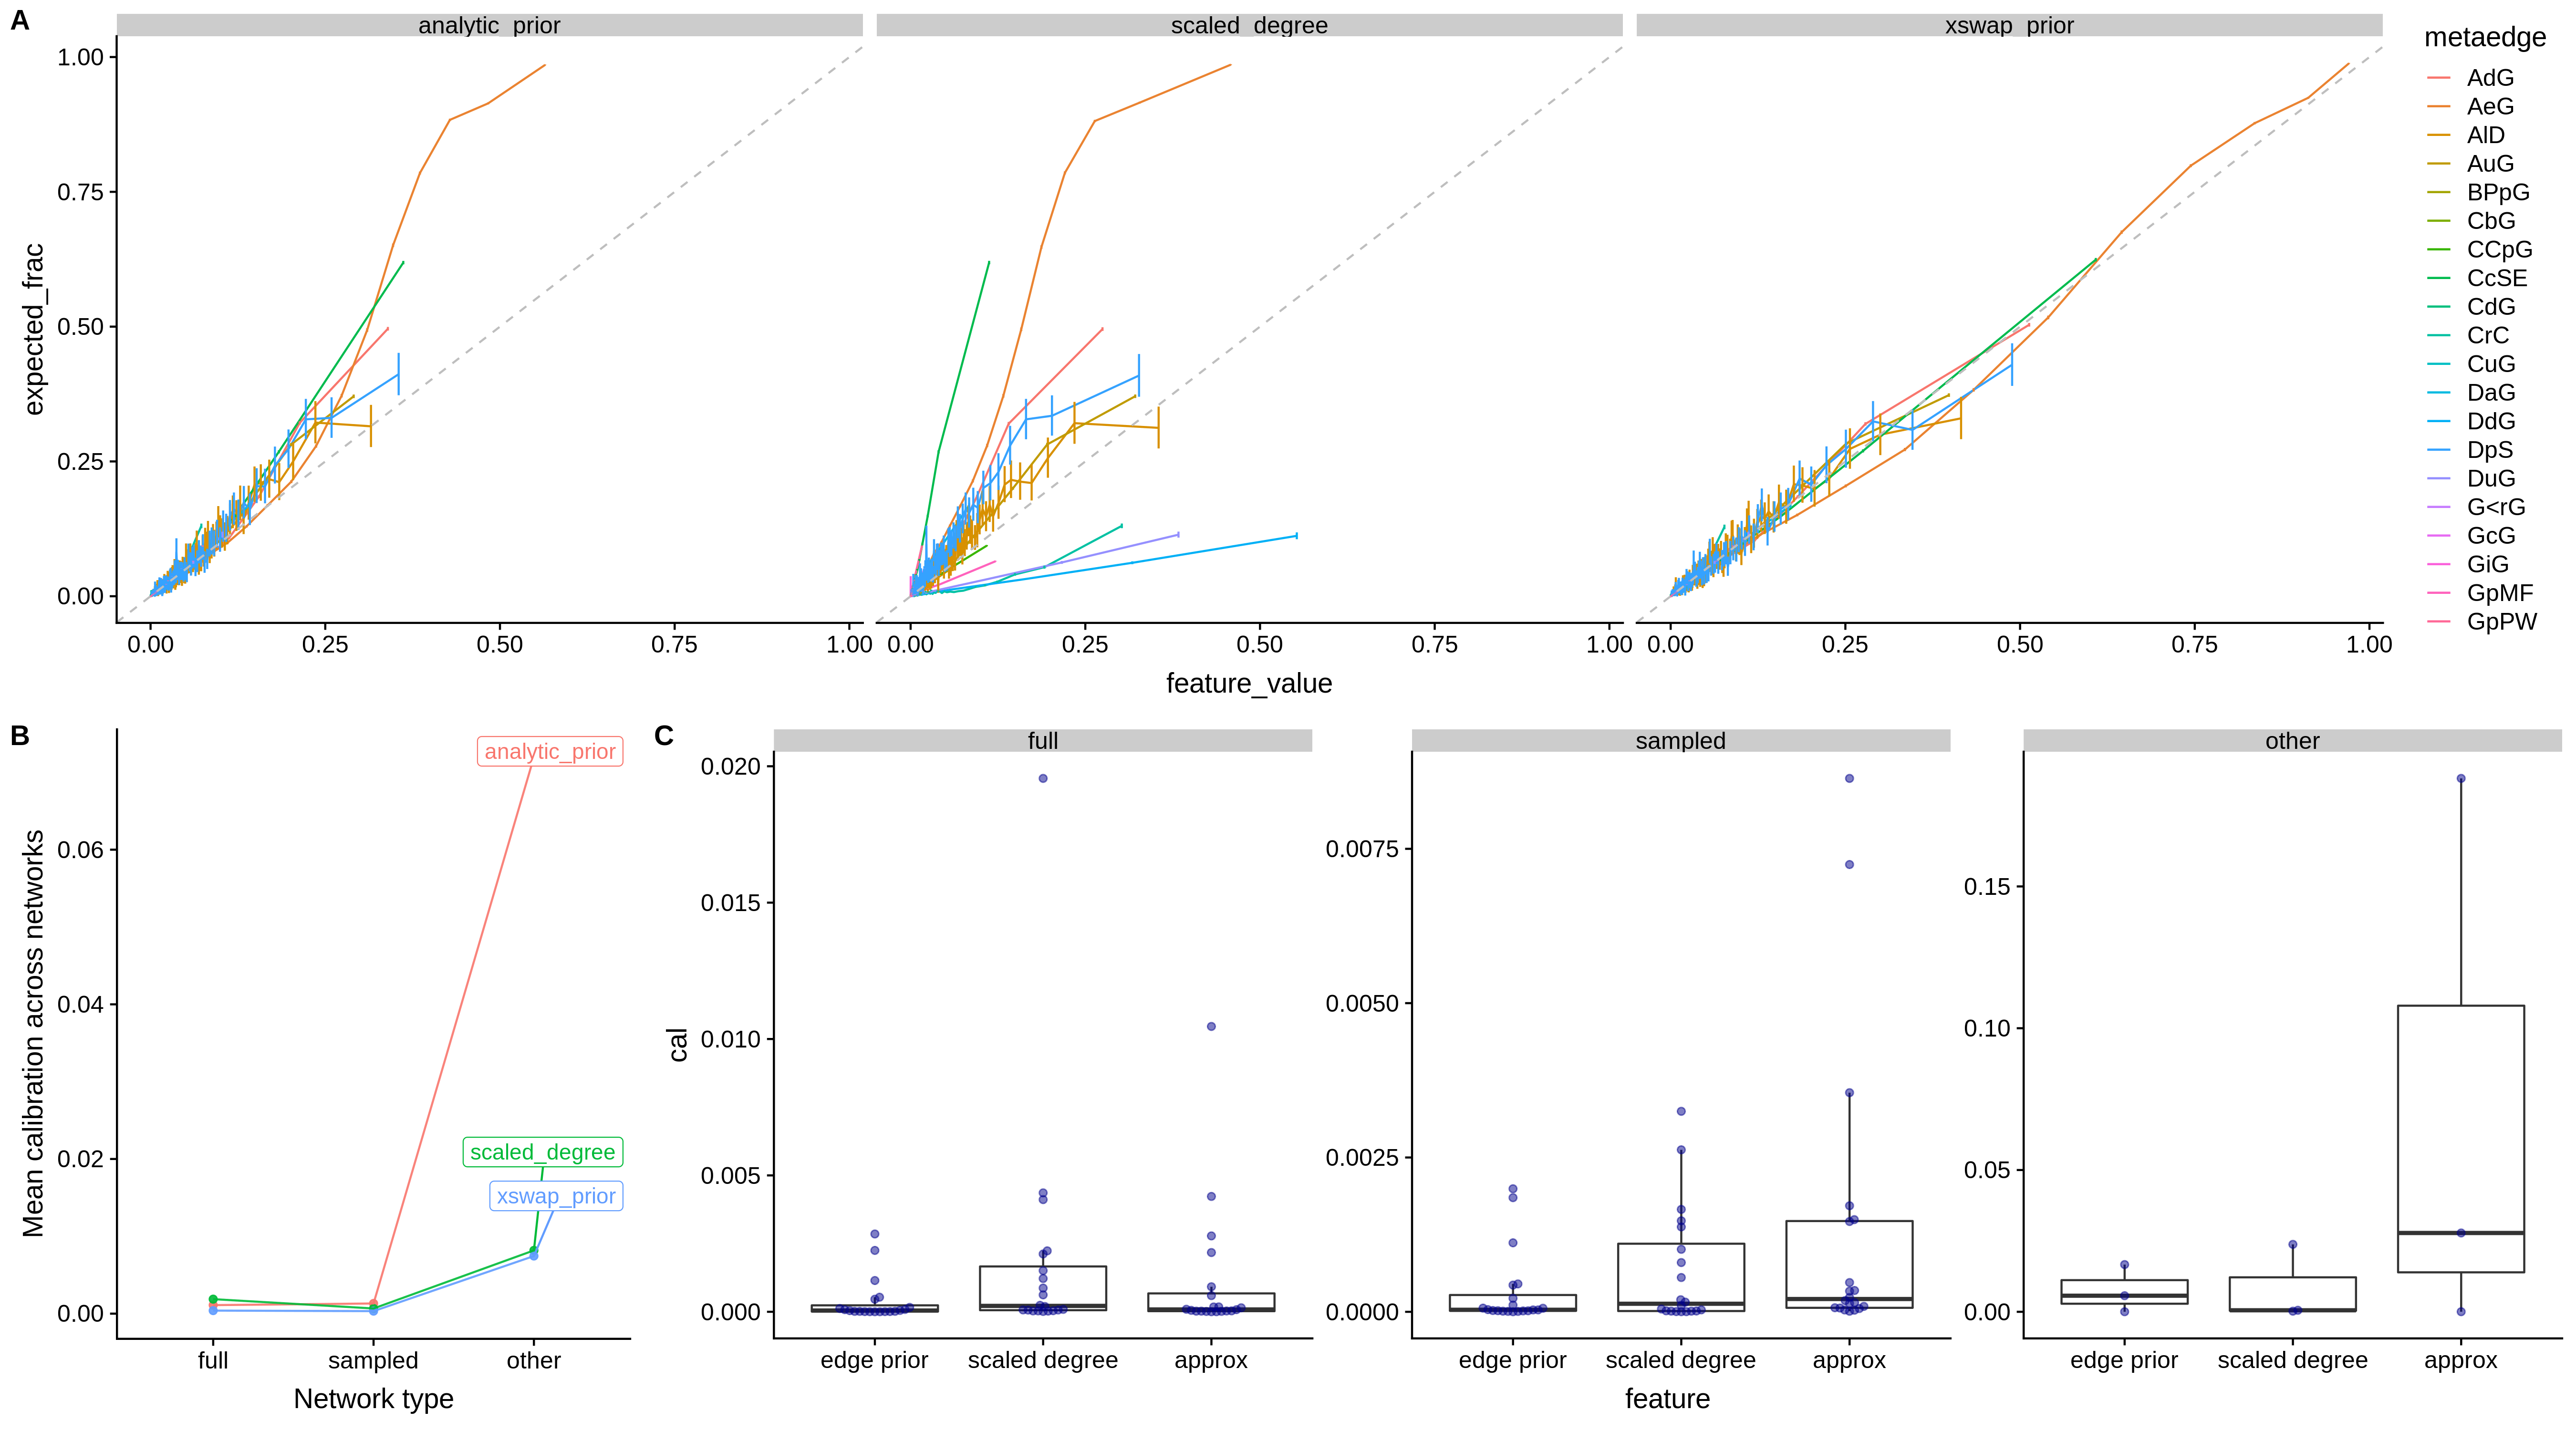 A
analytic_prior
scaled_degree
xswap_prior
1.00
0.75
0.50
0.25
0.00
expected_frac
0.00 0.25 0.50 0.75 1.00
0.00 0.25 0.50 0.75 1.00
0.00 0.25 0.50 0.75 1.00
feature_value
metaedge
AdG
AeG
AlD
AuG
BPpG
CbG
CCpG
CcSE
CdG
CrC
CuG
DaG
DdG
DpS
DuG
G<rG
GcG
GiG
GpMF
GpPW
B
Mean calibration across networks
0.06
0.04
0.02
0.00
analytic_prior
scaled_degree
xswap_prior
full sampled other
Network type
C
cal
full
0.020
0.015
0.010
0.005
0.000
edge prior scaled degree approx
sampled
0.0075
0.0050
0.0025
0.0000
edge prior scaled degree approx
other
0.15
0.10
0.05
0.00
edge prior scaled degree approx
feature